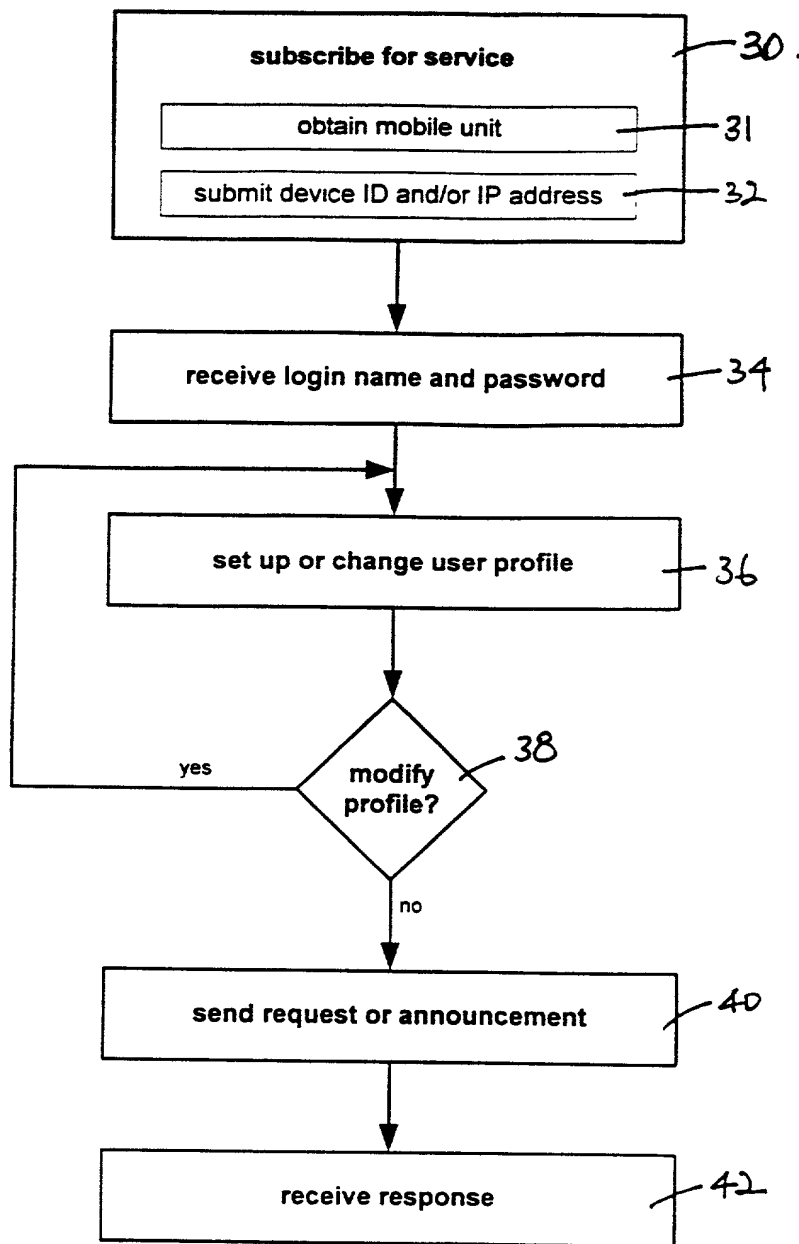 subscribe for service 30
obtain mobile unit 31
submit device ID and/or IP address 32
receive login name and password 34
set up or change user profile 36
modify 38
profile?
yes
no
send request or announcement 40
receive response 42